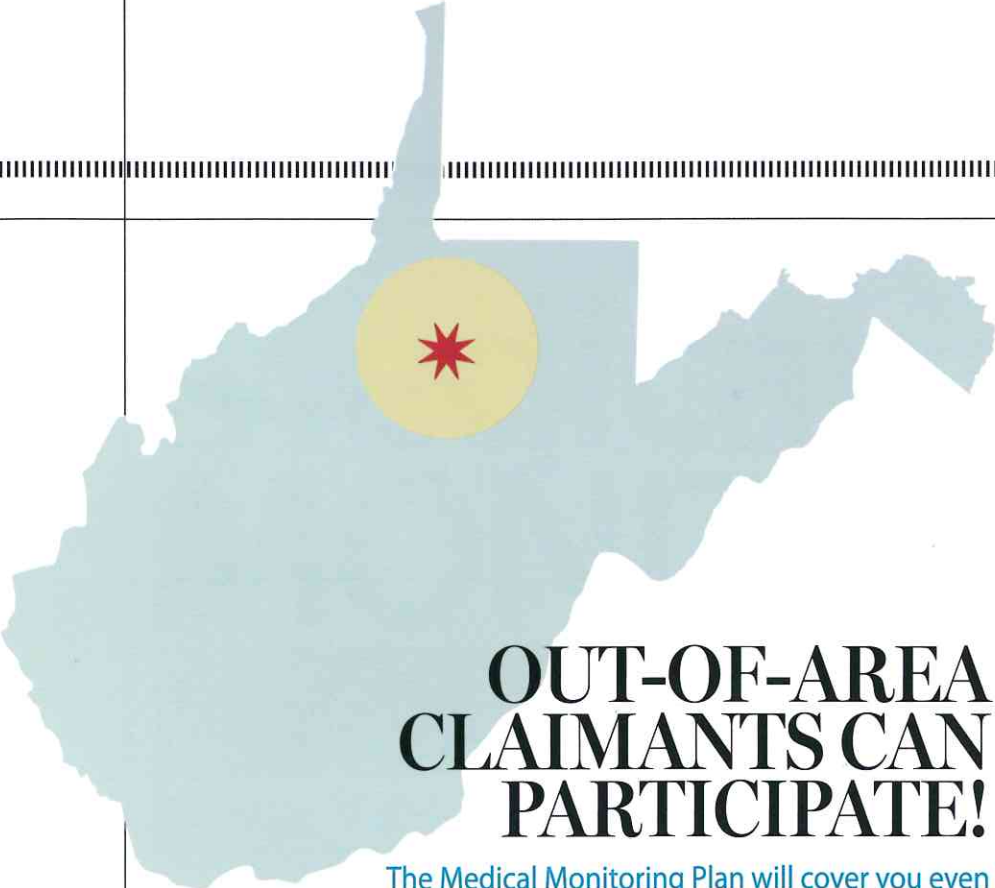 OUT-OF-AREA
CLAIMANTS CAN
PARTICIPATE!
The Medical Monitoring Plan will cover you even